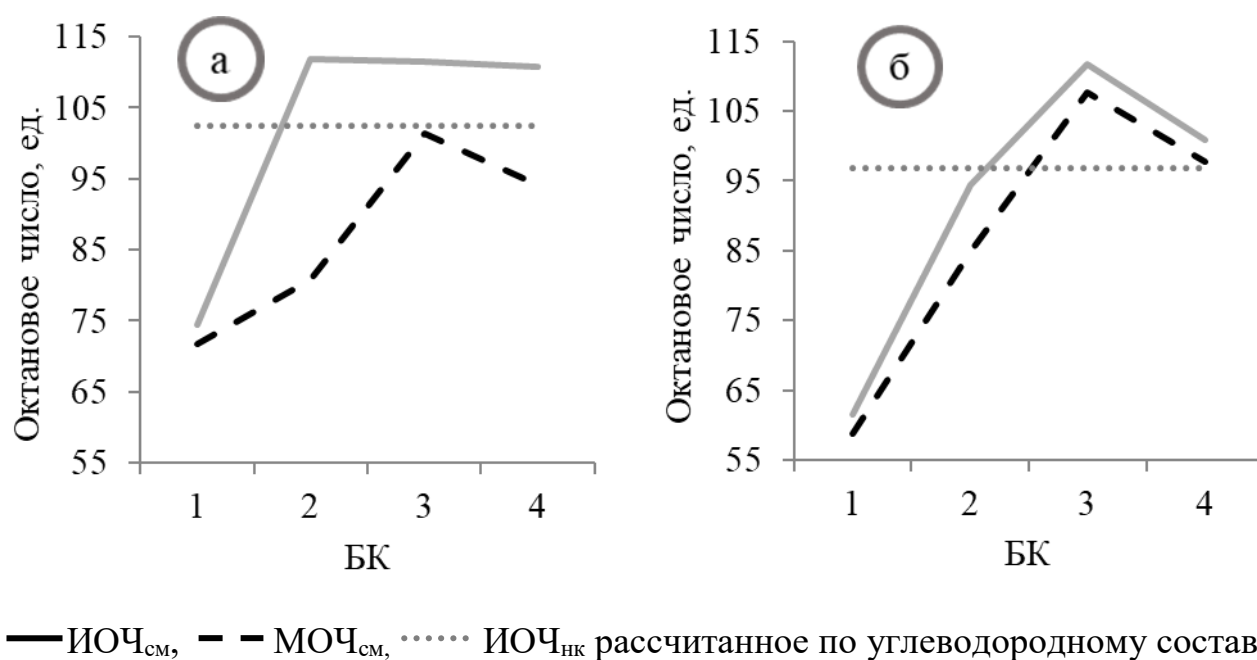 а
115
105
95
85
75
65
55
Октановое число, ед.
1 2 3 4
БК
б
115
105
95
85
75
65
55
Октановое число, ед.
1 2 3 4
БК
ИОЧсм, МОЧсм, ИОЧнк рассчитанное по углеводородному состав